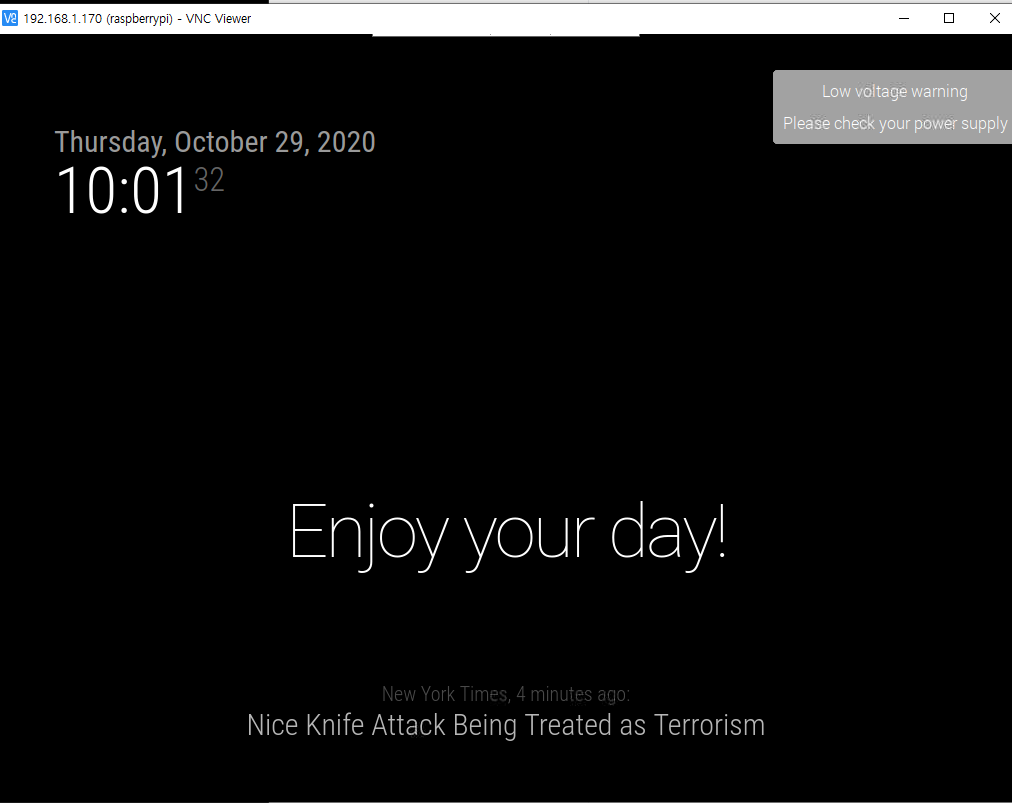 V2 192.168.1.170 (raspberrypi) - VNC Viewer
Low voltage warning
Please check your power supply
Thursday, October 29, 2020
10:01 32
Enjoy your day!
New York Times, 4 minutes ago:
Nice Knife Attack Being Treated as Terrorism